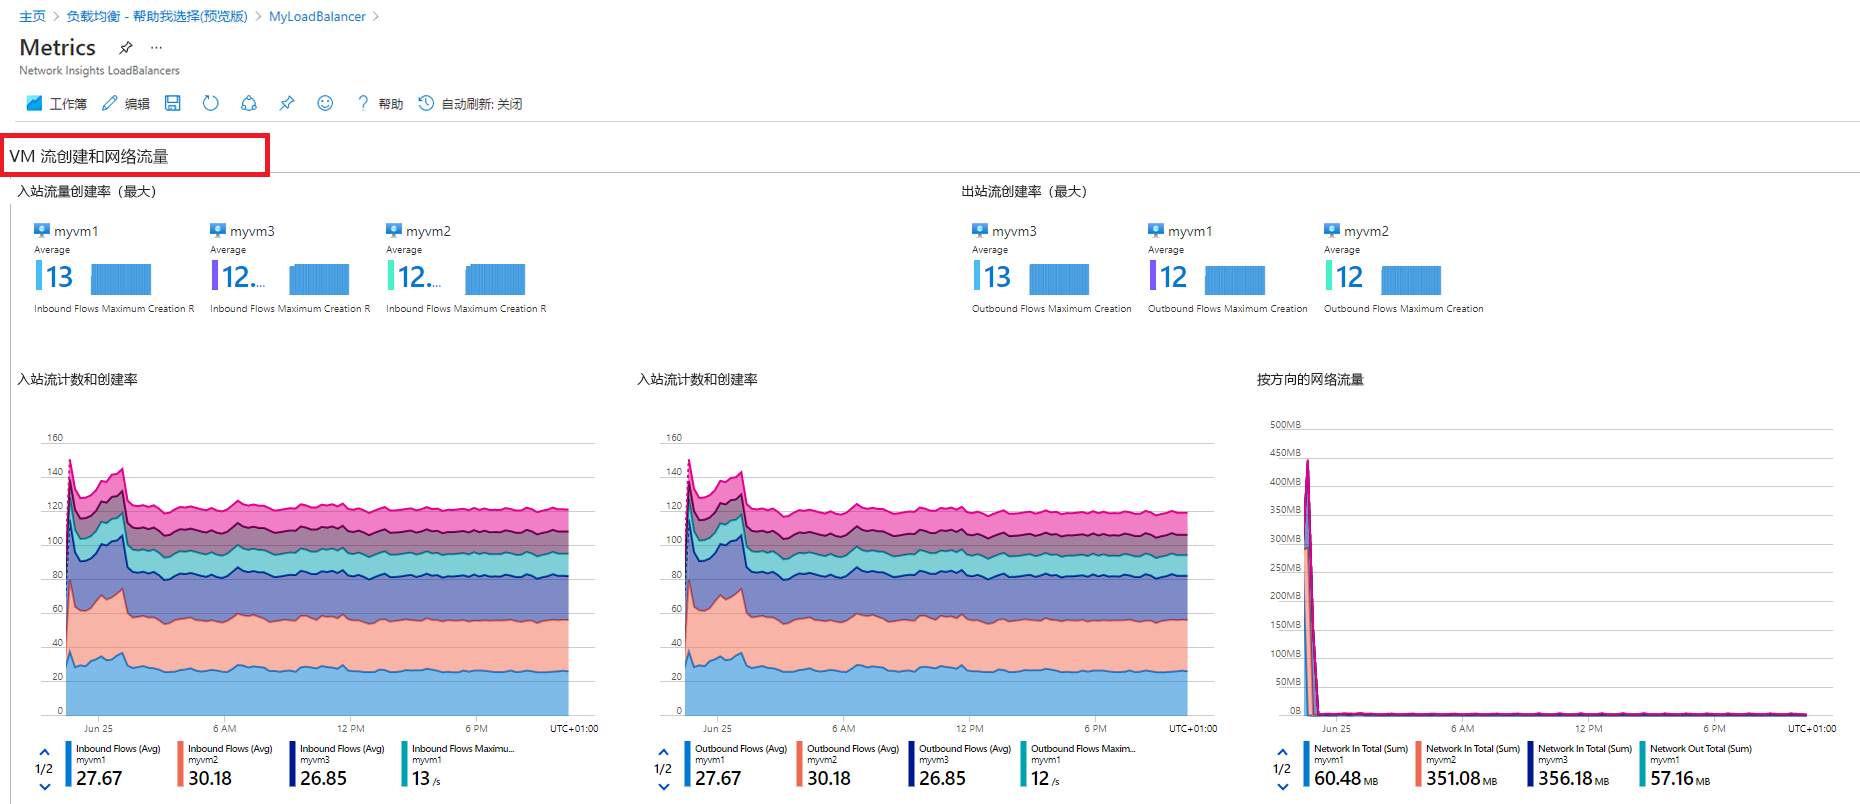 主页 > 负载均衡 - 帮助我选择(预览版) > MyLoadBalancer >
Metrics ...
Network Insights LoadBalancers
工作簿 编辑 ? 帮助 自动刷新: 关闭
VM 流创建和网络流量
入站流量创建率（最大）
myvm1 myvm3 myvm2
Average Average Average
13 12.... 12....
Inbound Flows Maximum Creation R Inbound Flows Maximum Creation R Inbound Flows Maximum Creation R
出站流创建率（最大）
myvm3 myvm1 myvm2
Average Average Average
13 12 12
Outbound Flows Maximum Creation Outbound Flows Maximum Creation Outbound Flows Maximum Creation
入站流计数和创建率
160
140
120
100
80
60
40
20
0
Jun 25 6 AM 12 PM 6 PM UTC+01:00
1/2
Inbound Flows (Avg) Inbound Flows (Avg) Inbound Flows (Avg) Inbound Flows Maximu...
myvm1 myvm2 myvm3 myvm1
27.67 30.18 26.85 13 /s
入站流计数和创建率
160
140
120
100
80
60
40
20
0
Jun 25 6 AM 12 PM 6 PM UTC+01:00
1/2
Outbound Flows (Avg) Outbound Flows (Avg) Outbound Flows (Avg) Outbound Flows Maxim...
myvm1 myvm2 myvm3 myvm1
27.67 30.18 26.85 12 /s
按方向的网络流量
500MB
450MB
400MB
350MB
300MB
250MB
200MB
150MB
100MB
50MB
0B
Jun 25 6 AM 12 PM 6 PM UTC+01:00
1/2
Network In Total (Sum) Network In Total (Sum) Network In Total (Sum) Network Out Total (Sum)
myvm1 myvm2 myvm3 myvm1
60.48 MB 351.08 MB 356.18 MB 57.16 MB